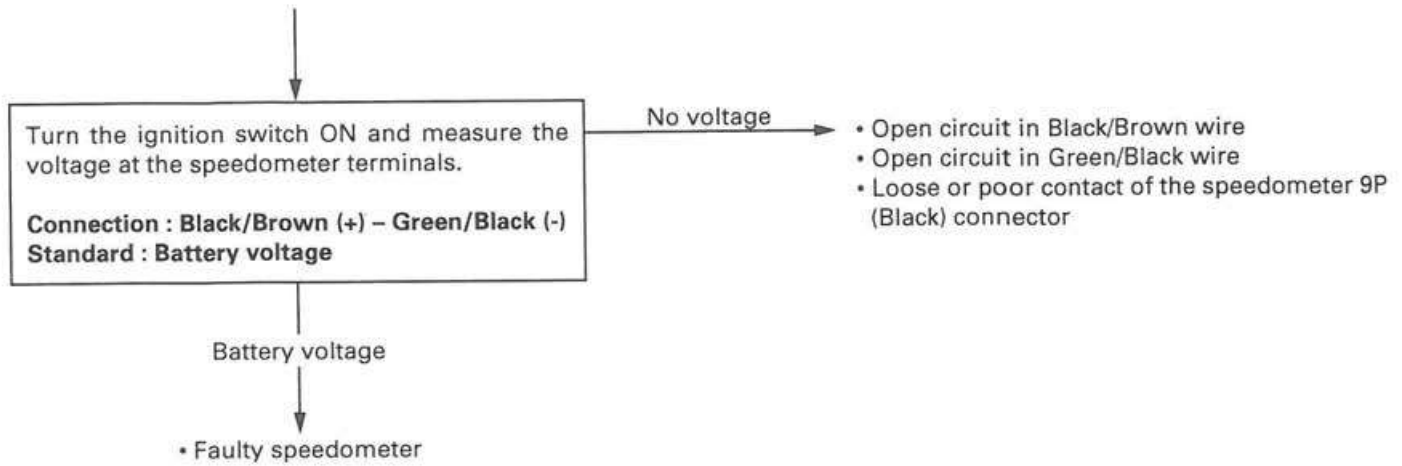 Turn the ignition switch ON and measure the
voltage at the speedometer terminals.
Connection : Black/Brown (+) – Green/Black (-)
Standard : Battery voltage
No voltage
• Open circuit in Black/Brown wire
• Open circuit in Green/Black wire
• Loose or poor contact of the speedometer 9P
(Black) connector
Battery voltage
• Faulty speedometer